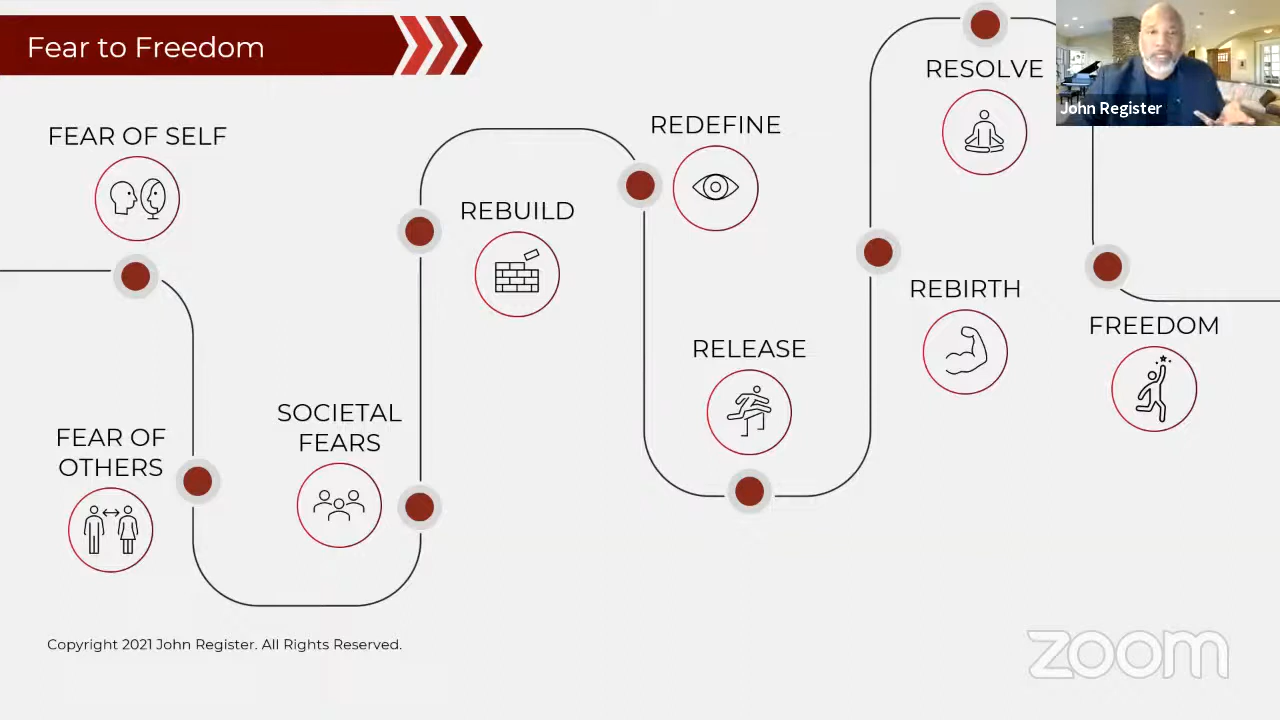 Fear to Freedom
FEAR OF SELF
FEAR OF
OTHERS
SOCIETAL
FEARS
REBUILD
REDEFINE
RELEASE
REBIRTH
RESOLVE
FREEDOM
John Register
Copyright 2021 John Register. All Rights Reserved.
zoom